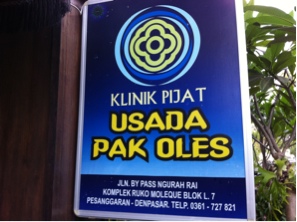 KLINIK PIJAT
USADA
PAK OLES
JLN. BY PASS NGURAH RAI
KOMPLEK RUKO MOLEQUE BLOK L. 7
PESANGGARAN - DENPASAR. TELP. 0361 - 727 821